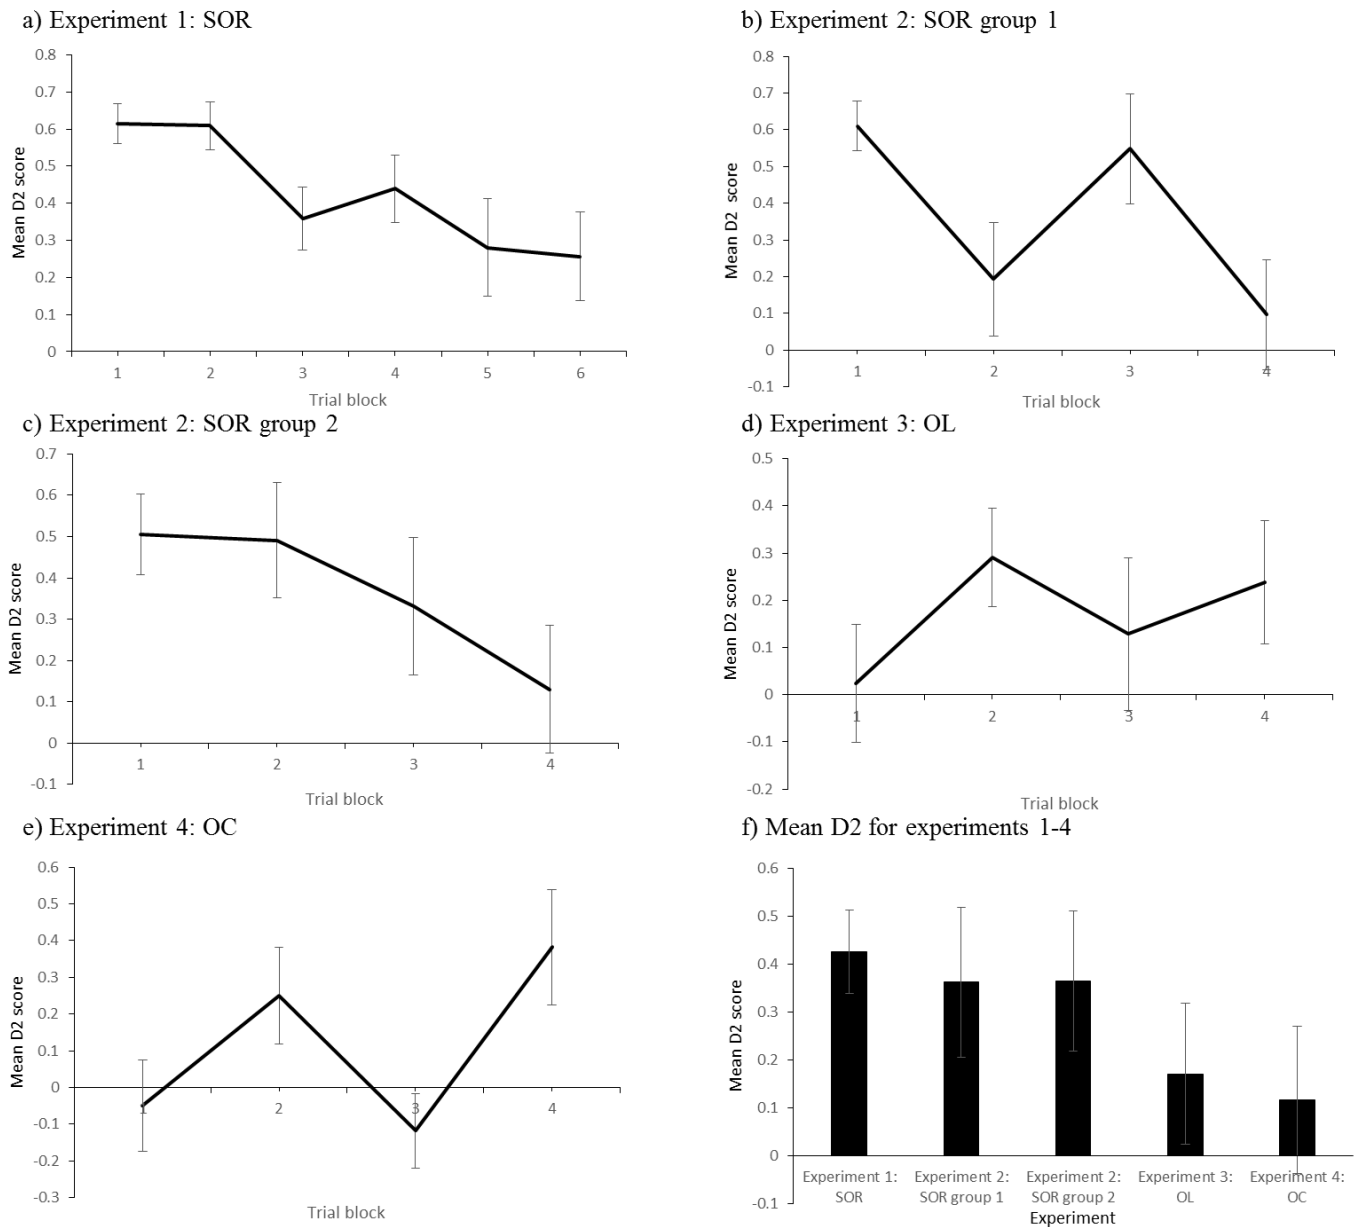 a) Experiment 1: SOR
0.8
0.7
0.6
0.5
0.4
0.3
0.2
0.1
0
Mean D2 score
1 2 3 4 5 6
Trial block
b) Experiment 2: SOR group 1
0.8
0.7
0.6
0.5
0.4
0.3
0.2
0.1
0
-0.1
Mean D2 score
1 2 3 4
Trial block
c) Experiment 2: SOR group 2
0.7
0.6
0.5
0.4
0.3
0.2
0.1
0
-0.1
Mean D2 score
1 2 3 4
Trial block
d) Experiment 3: OL
0.5
0.4
0.3
0.2
0.1
0
-0.1
-0.2
Mean D2 score
1 2 3 4
Trial block
e) Experiment 4: OC
0.6
0.5
0.4
0.3
0.2
0.1
0
-0.1
-0.2
-0.3
Mean D2 score
1 2 3 4
Trial block
f) Mean D2 for experiments 1-4
0.6
0.5
0.4
0.3
0.2
0.1
0
-0.1
Mean D2 score
Experiment 1: Experiment 2: Experiment 2: Experiment 3: Experiment 4:
SOR SOR group 1 SOR group 2 OL OC
Experiment